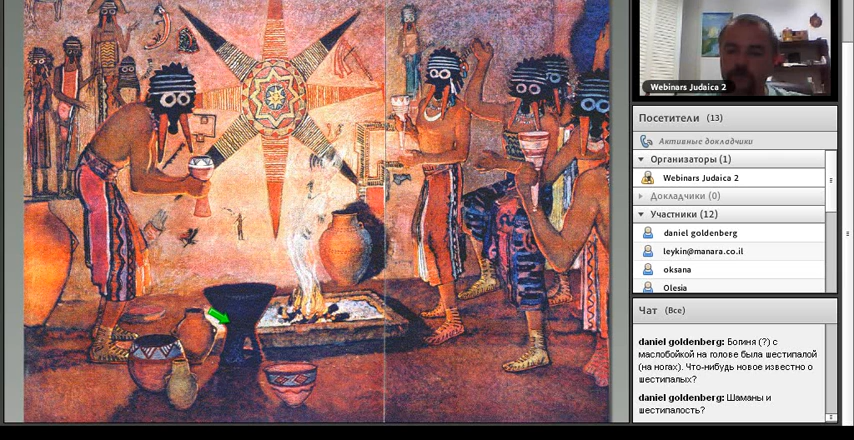 Webinars Judaica 2
Посетители (13)
Активные докладчики
Организаторы (1)
Webinars Judaica 2
Докладчики (0)
Участники (12)
daniel goldenberg
leykin@manara.co.il
oksana
Olesia
Чат (Все)
daniel goldenberg: Богиня (?) с
маслобойкой на голове была шестипалой
(на ногах). Что-нибудь новое известно о
шестипалых?
daniel goldenberg: Шаманы и
шестипалость?